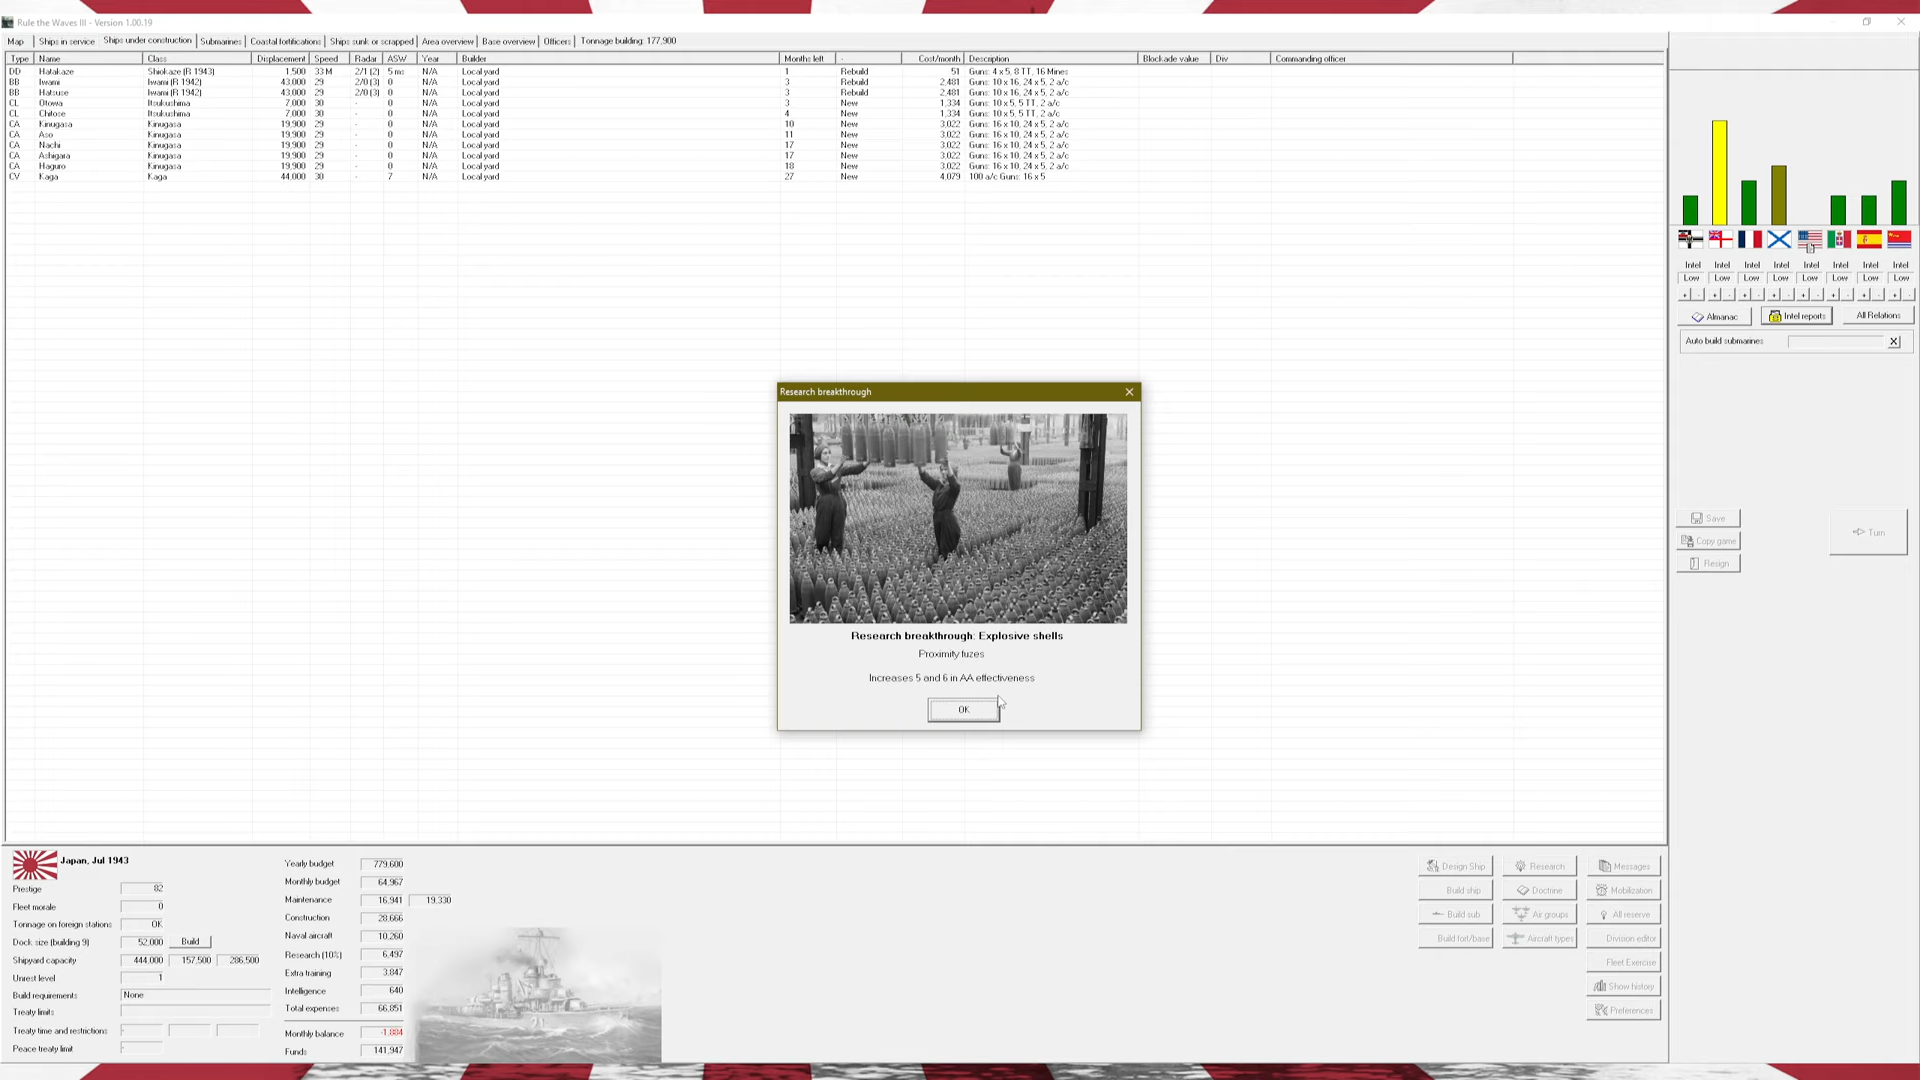 Rule the Waves III - Version 1.00.19
Map Ships in service Ships under construction Submarines Coastal fortifications Ships sunk or scrapped Area overview Base overview Officers Tonnage building: 177,900
Type Name Class Displacement Speed Radar ASW Year Builder Months left - Cost/month Description Blockade value Div Commanding officer
DD Hatakaze Shiokaze (R 1943) 1,500 33 M 2/1 (2) 5 ms N/A Local yard 1 Rebuild 51 Guns: 4 x 5, 8 TT, 16 Mines
BB Iwami Iwami (R 1942) 43,000 29 2/0 (3) 0 N/A Local yard 3 Rebuild 2,481 Guns: 10 x 16, 24 x 5, 2 a/c
BB Hatsuse Iwami (R 1942) 43,000 29 2/0 (3) 0 N/A Local yard 3 Rebuild 2,481 Guns: 10 x 16, 24 x 5, 2 a/c
CL Otowa Itsukushima 7,000 30 - 0 N/A Local yard 3 New 1,334 Guns: 10 x 5, 5 TT, 2 a/c
CL Chitose Itsukushima 7,000 30 - 0 N/A Local yard 4 New 1,334 Guns: 10 x 5, 5 TT, 2 a/c
CA Kinugasa Kinugasa 19,900 29 - 0 N/A Local yard 10 New 3,022 Guns: 16 x 10, 24 x 5, 2 a/c
CA Aso Kinugasa 19,900 29 - 0 N/A Local yard 11 New 3,022 Guns: 16 x 10, 24 x 5, 2 a/c
CA Nachi Kinugasa 19,900 29 - 0 N/A Local yard 17 New 3,022 Guns: 16 x 10, 24 x 5, 2 a/c
CA Ashigara Kinugasa 19,900 29 - 0 N/A Local yard 17 New 3,022 Guns: 16 x 10, 24 x 5, 2 a/c
CA Haguro Kinugasa 19,900 29 - 0 N/A Local yard 18 New 3,022 Guns: 16 x 10, 24 x 5, 2 a/c
CV Kaga Kaga 44,000 30 - 7 N/A Local yard 27 New 4,079 100 a/c Guns: 16 x 5
Intel Intel Intel Intel Intel Intel Intel Intel
Low Low Low Low Low Low Low Low
+ - + - + - + - + - + - + - + -
Almanac Intel reports All Relations
Auto build submarines X
Save
Copy game
Resign
Turn
Research breakthrough
Research breakthrough: Explosive shells
Proximity fuzes
Increases 5 and 6 in AA effectiveness
OK
Japan, Jul 1943
Prestige 82
Fleet morale 0
Tonnage on foreign stations OK
Dock size (building 9) 52,000 Build
Shipyard capacity 444,000 157,500 286,500
Unrest level 1
Build requirements None
Treaty limits
Treaty time and restrictions -
Peace treaty limit -
Yearly budget 779,600
Monthly budget 64,967
Maintenance 16,941 19,330
Construction 28,666
Naval aircraft 10,260
Research (10%) 6,497
Extra training 3,847
Intelligence 640
Total expenses 66,851
Monthly balance -1,884
Funds 141,947
Design Ship Research Messages
Build ship Doctrine Mobilization
Build sub Air groups All reserve
Build fort/base Aircraft types Division editor
Fleet Exercise
Show history
Preferences